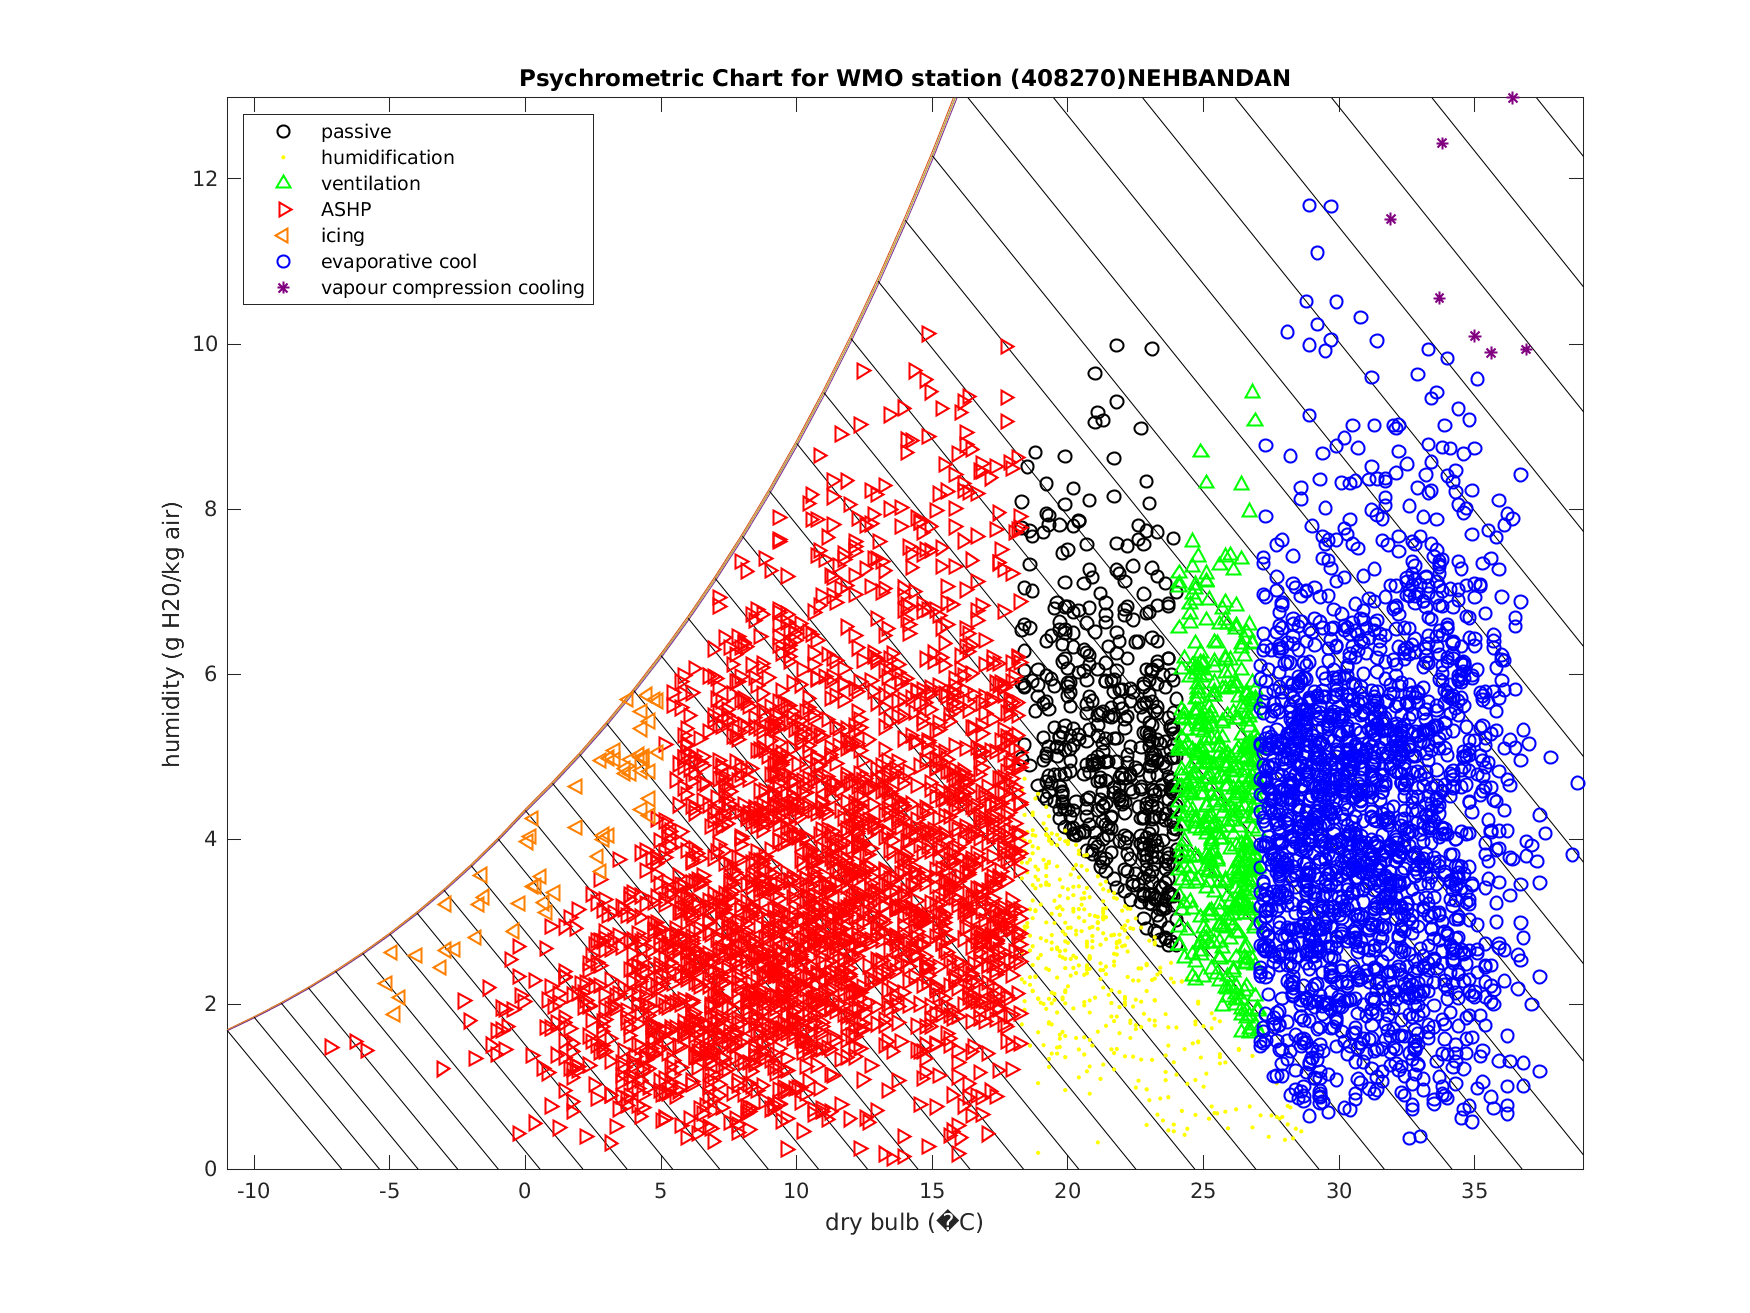 Psychrometric Chart for WMO station (408270)NEHBANDAN
passive
humidification
ventilation
ASHP
icing
evaporative cool
vapour compression cooling
humidity (g H20/kg air)
12
10
8
6
4
2
0
-10 -5 0 5 10 15 20 25 30 35
dry bulb (�C)